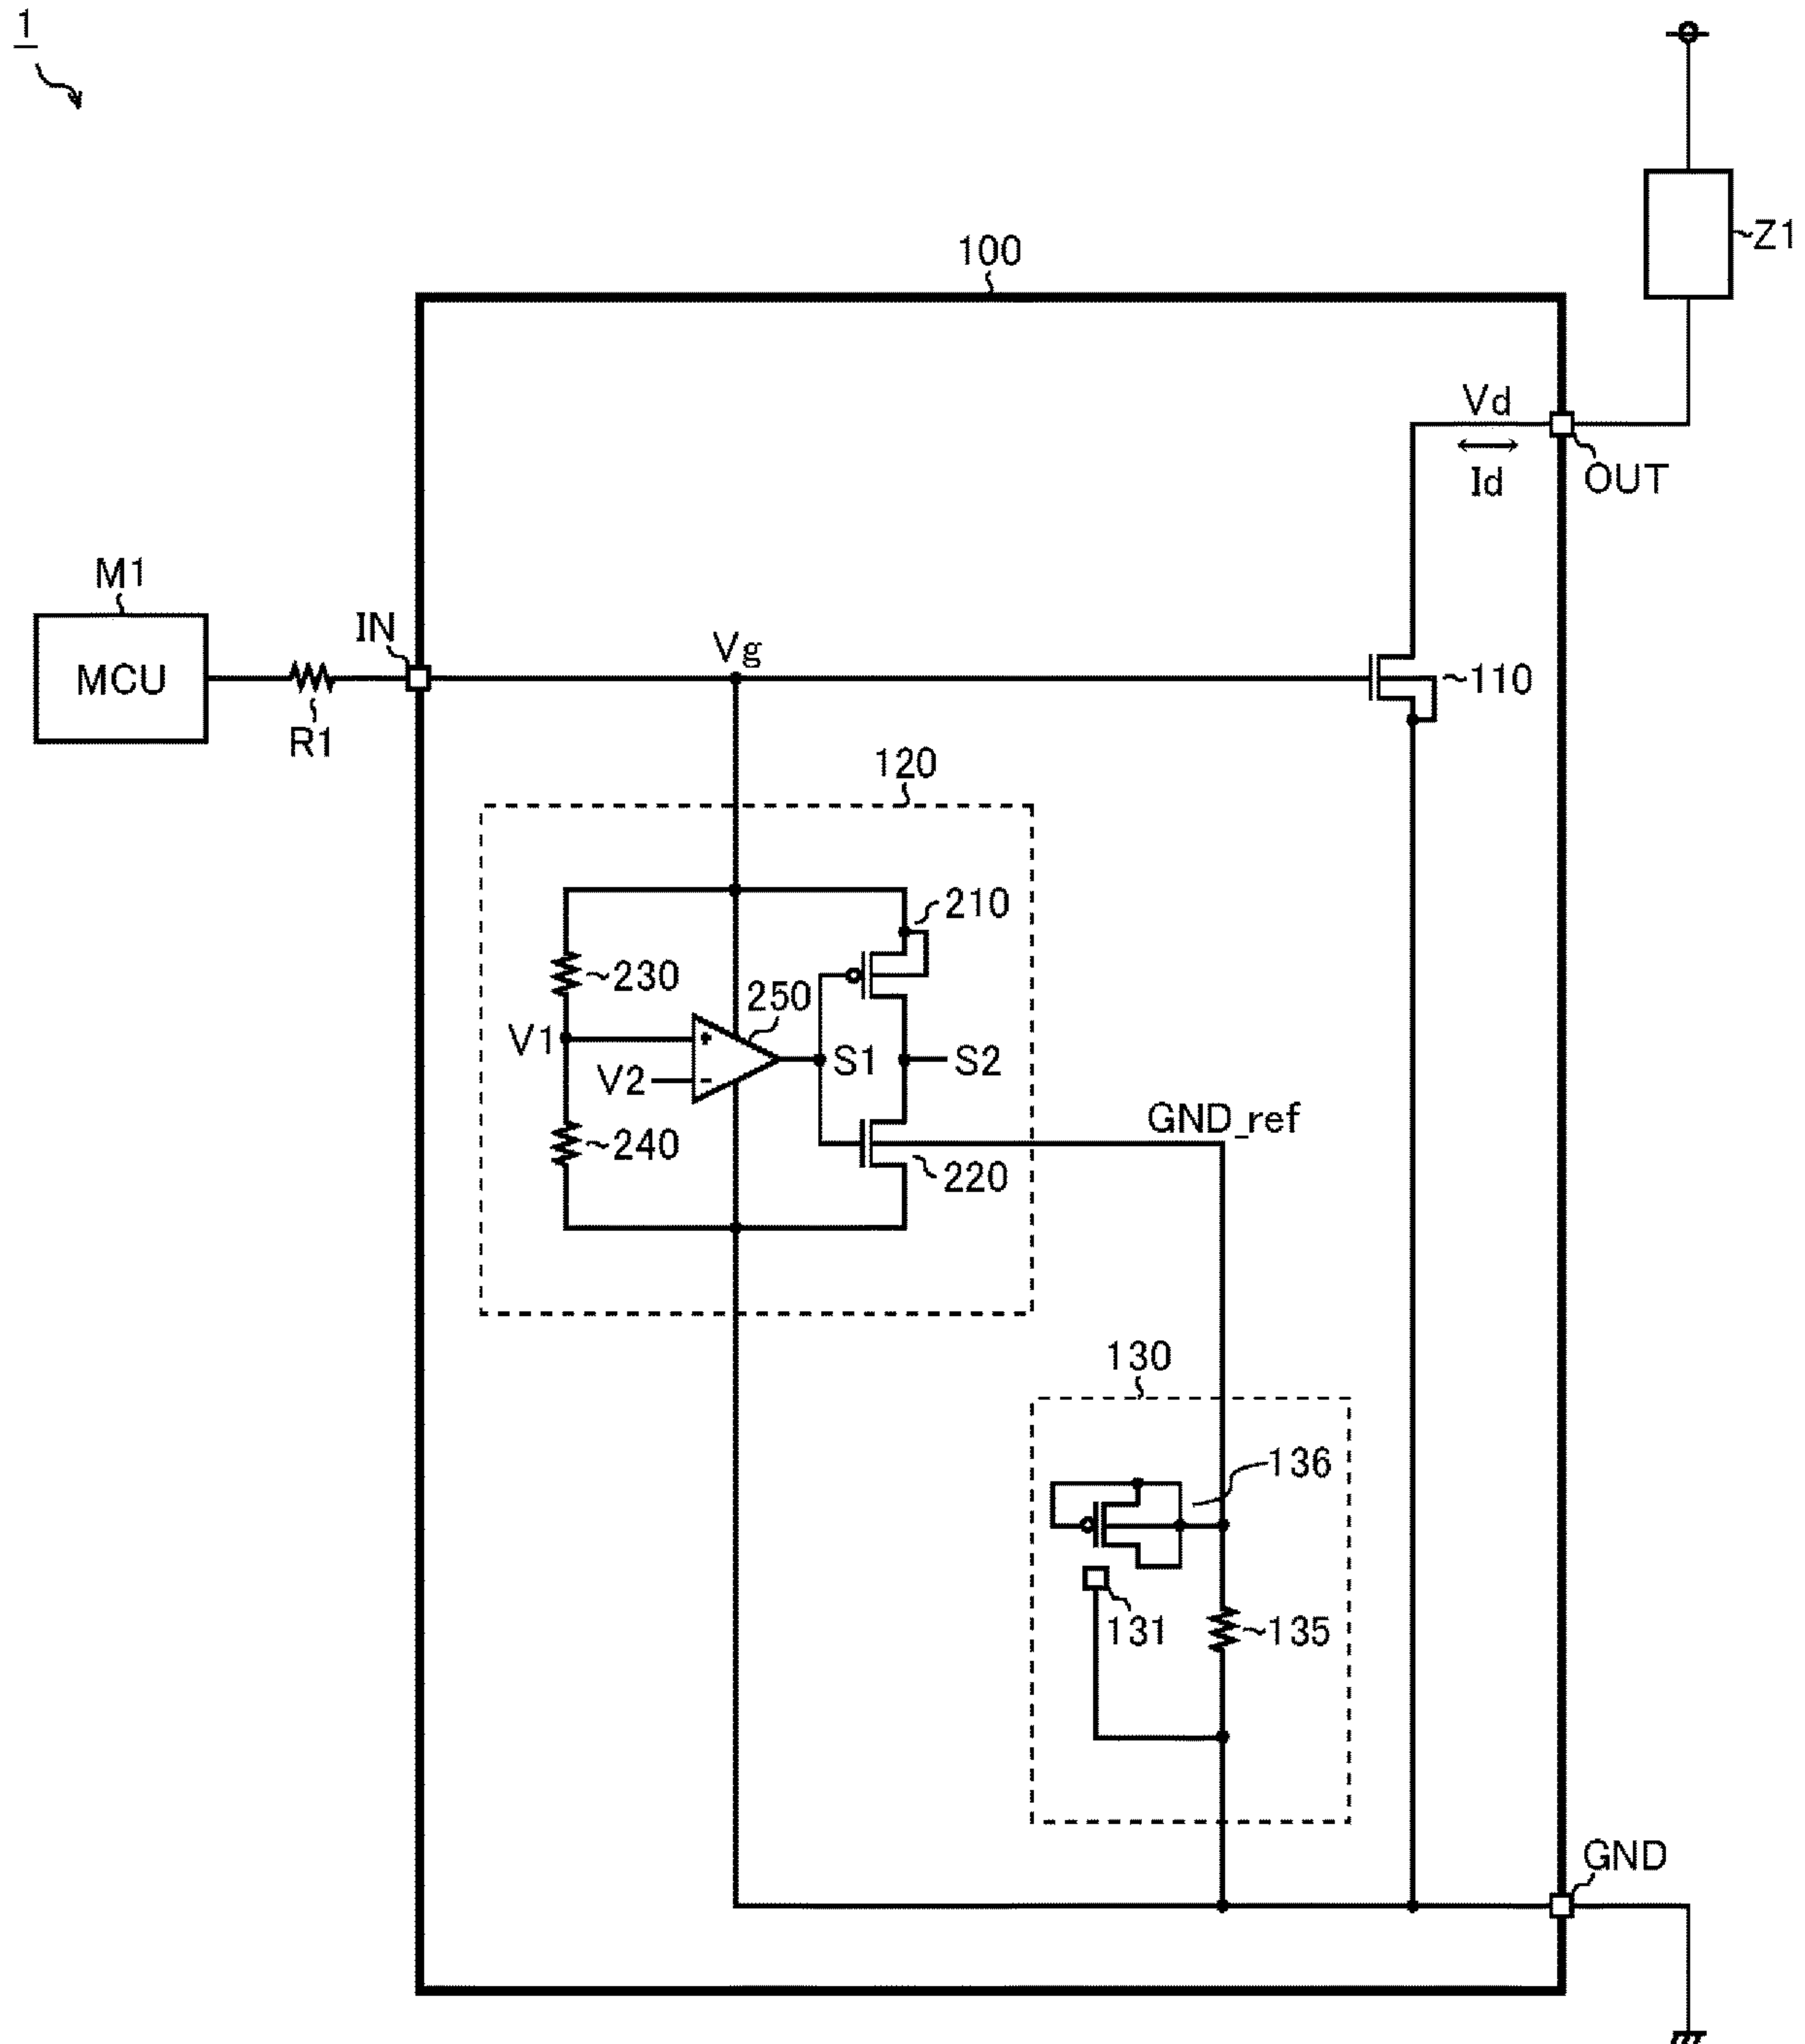 1
Z1
100
Vd
Id
OUT
M1
MCU
R1
IN
Vg
~110
120
210
~230
250
V1
V2
+
-
S1
S2
~240
220
GND_ref
130
136
131
~135
GND